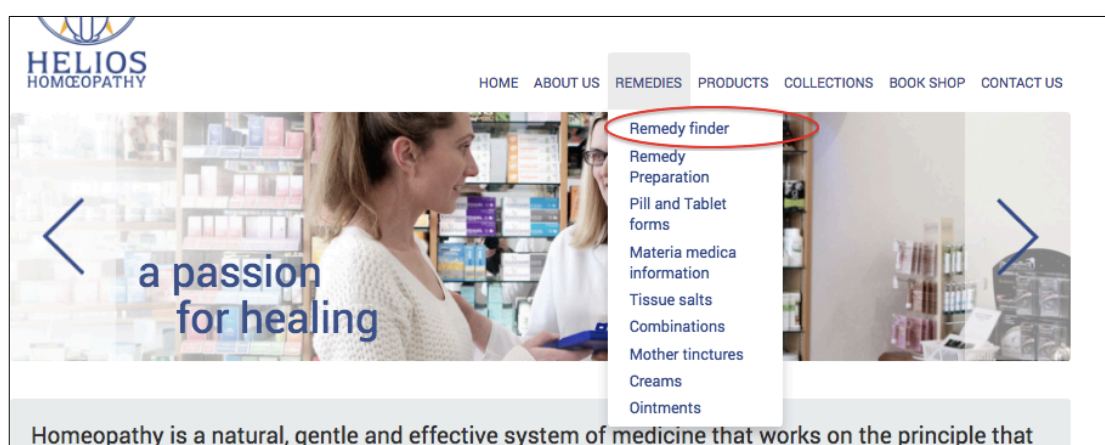 HELIOS
HOMŒOPATHY
HOME ABOUT US REMEDIES PRODUCTS COLLECTIONS BOOK SHOP CONTACT US
Remedy finder
Remedy
Preparation
Pill and Tablet
forms
Materia medica
information
Tissue salts
Combinations
Mother tinctures
Creams
Ointments
a passion
for healing
Homeopathy is a natural, gentle and effective system of medicine that works on the principle that